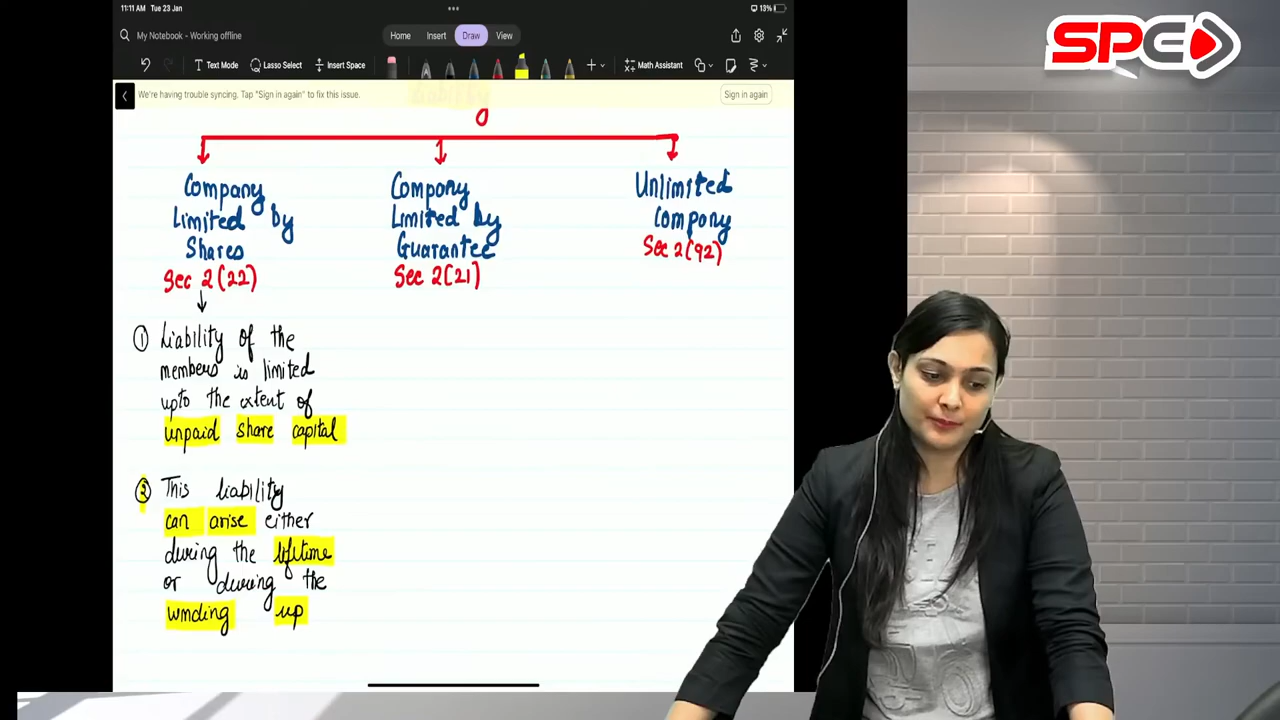 11:11 AM Tue 23 Jan
13%
My Notebook - Working offline
Home Insert Draw View
Text Mode Lasso Select Insert Space Math Assistant
We're having trouble syncing. Tap "Sign in again" to fix this issue.
Sign in again
Liability
Company
Limited by
Shares
Sec 2(22)
Company
Limited by
Guarantee
Sec 2(21)
Unlimited
Company
Sec 2(92)
① Liability of the
members is limited
upto the extent of
unpaid share capital
② This liability
can arise either
during the lifetime
or during the
winding up
SPE